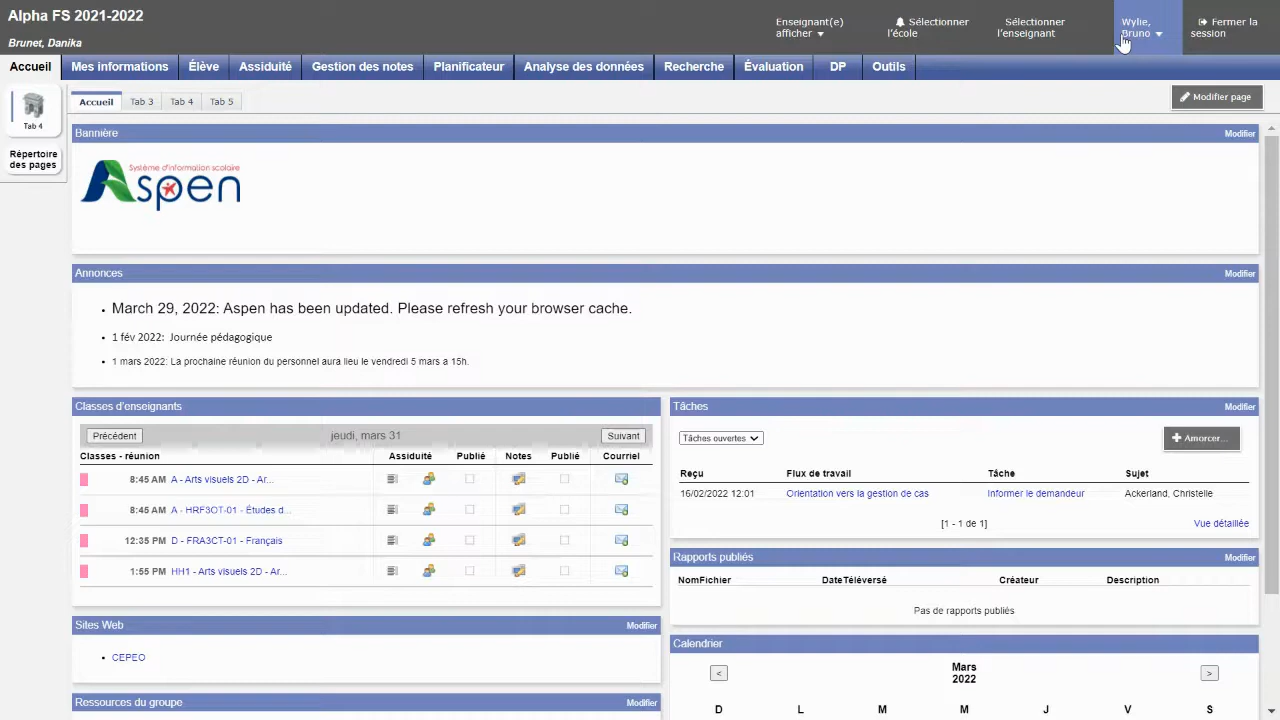 Alpha FS 2021-2022
Brunet, Danika
Enseignant(e)
afficher
Sélectionner
l'école
Sélectionner
l'enseignant
Wylie,
Bruno
Fermer la
session
Accueil
Mes informations
Élève
Assiduité
Gestion des notes
Planificateur
Analyse des données
Recherche
Évaluation
DP
Outils
Tab 4
Répertoire
des pages
Accueil
Tab 3
Tab 4
Tab 5
Modifier page
Bannière
Modifier
Système d'information scolaire
Aspen
Annonces
Modifier
• March 29, 2022: Aspen has been updated. Please refresh your browser cache.
• 1 fév 2022: Journée pédagogique
• 1 mars 2022: La prochaine réunion du personnel aura lieu le vendredi 5 mars a 15h.
Classes d'enseignants
Précédent
jeudi, mars 31
Suivant
Classes - réunion Assiduité Publié Notes Publié Courriel
8:45 AM A - Arts visuels 2D - Ar...
8:45 AM A - HRF3OT-01 - Études d...
12:35 PM D - FRA3CT-01 - Français
1:55 PM HH1 - Arts visuels 2D - Ar...
Sites Web
Modifier
• CEPEO
Ressources du groupe
Modifier
Tâches
Modifier
Tâches ouvertes
Amorcer...
Reçu Flux de travail Tâche Sujet
16/02/2022 12:01 Orientation vers la gestion de cas Informer le demandeur Ackerland, Christelle
[1 - 1 de 1]
Vue détaillée
Rapports publiés
Modifier
NomFichier DateTéléversé Créateur Description
Pas de rapports publiés
Calendrier
<
Mars
2022
>
D L M M J V S